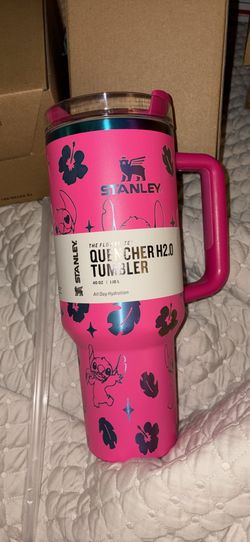 STANLEY
STANLEY
THE FLOWSTATE
QUENCHER H2.0
TUMBLER
40 OZ | 1.18 L
All Day Hydration